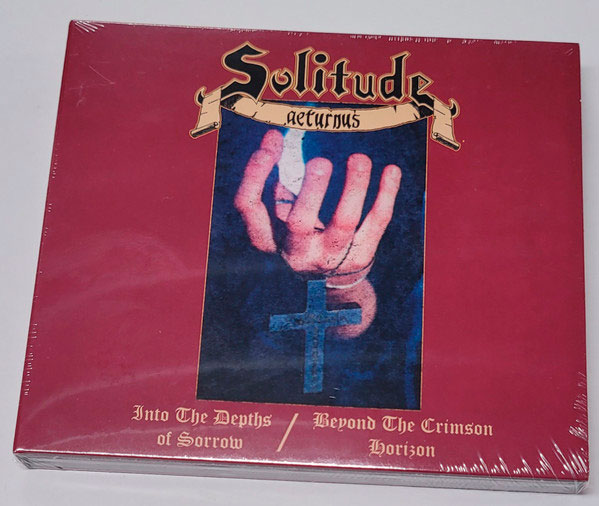 Solitude
aeturnus
Into The Depths
of Sorrow
/
Beyond The Crimson
Horizon